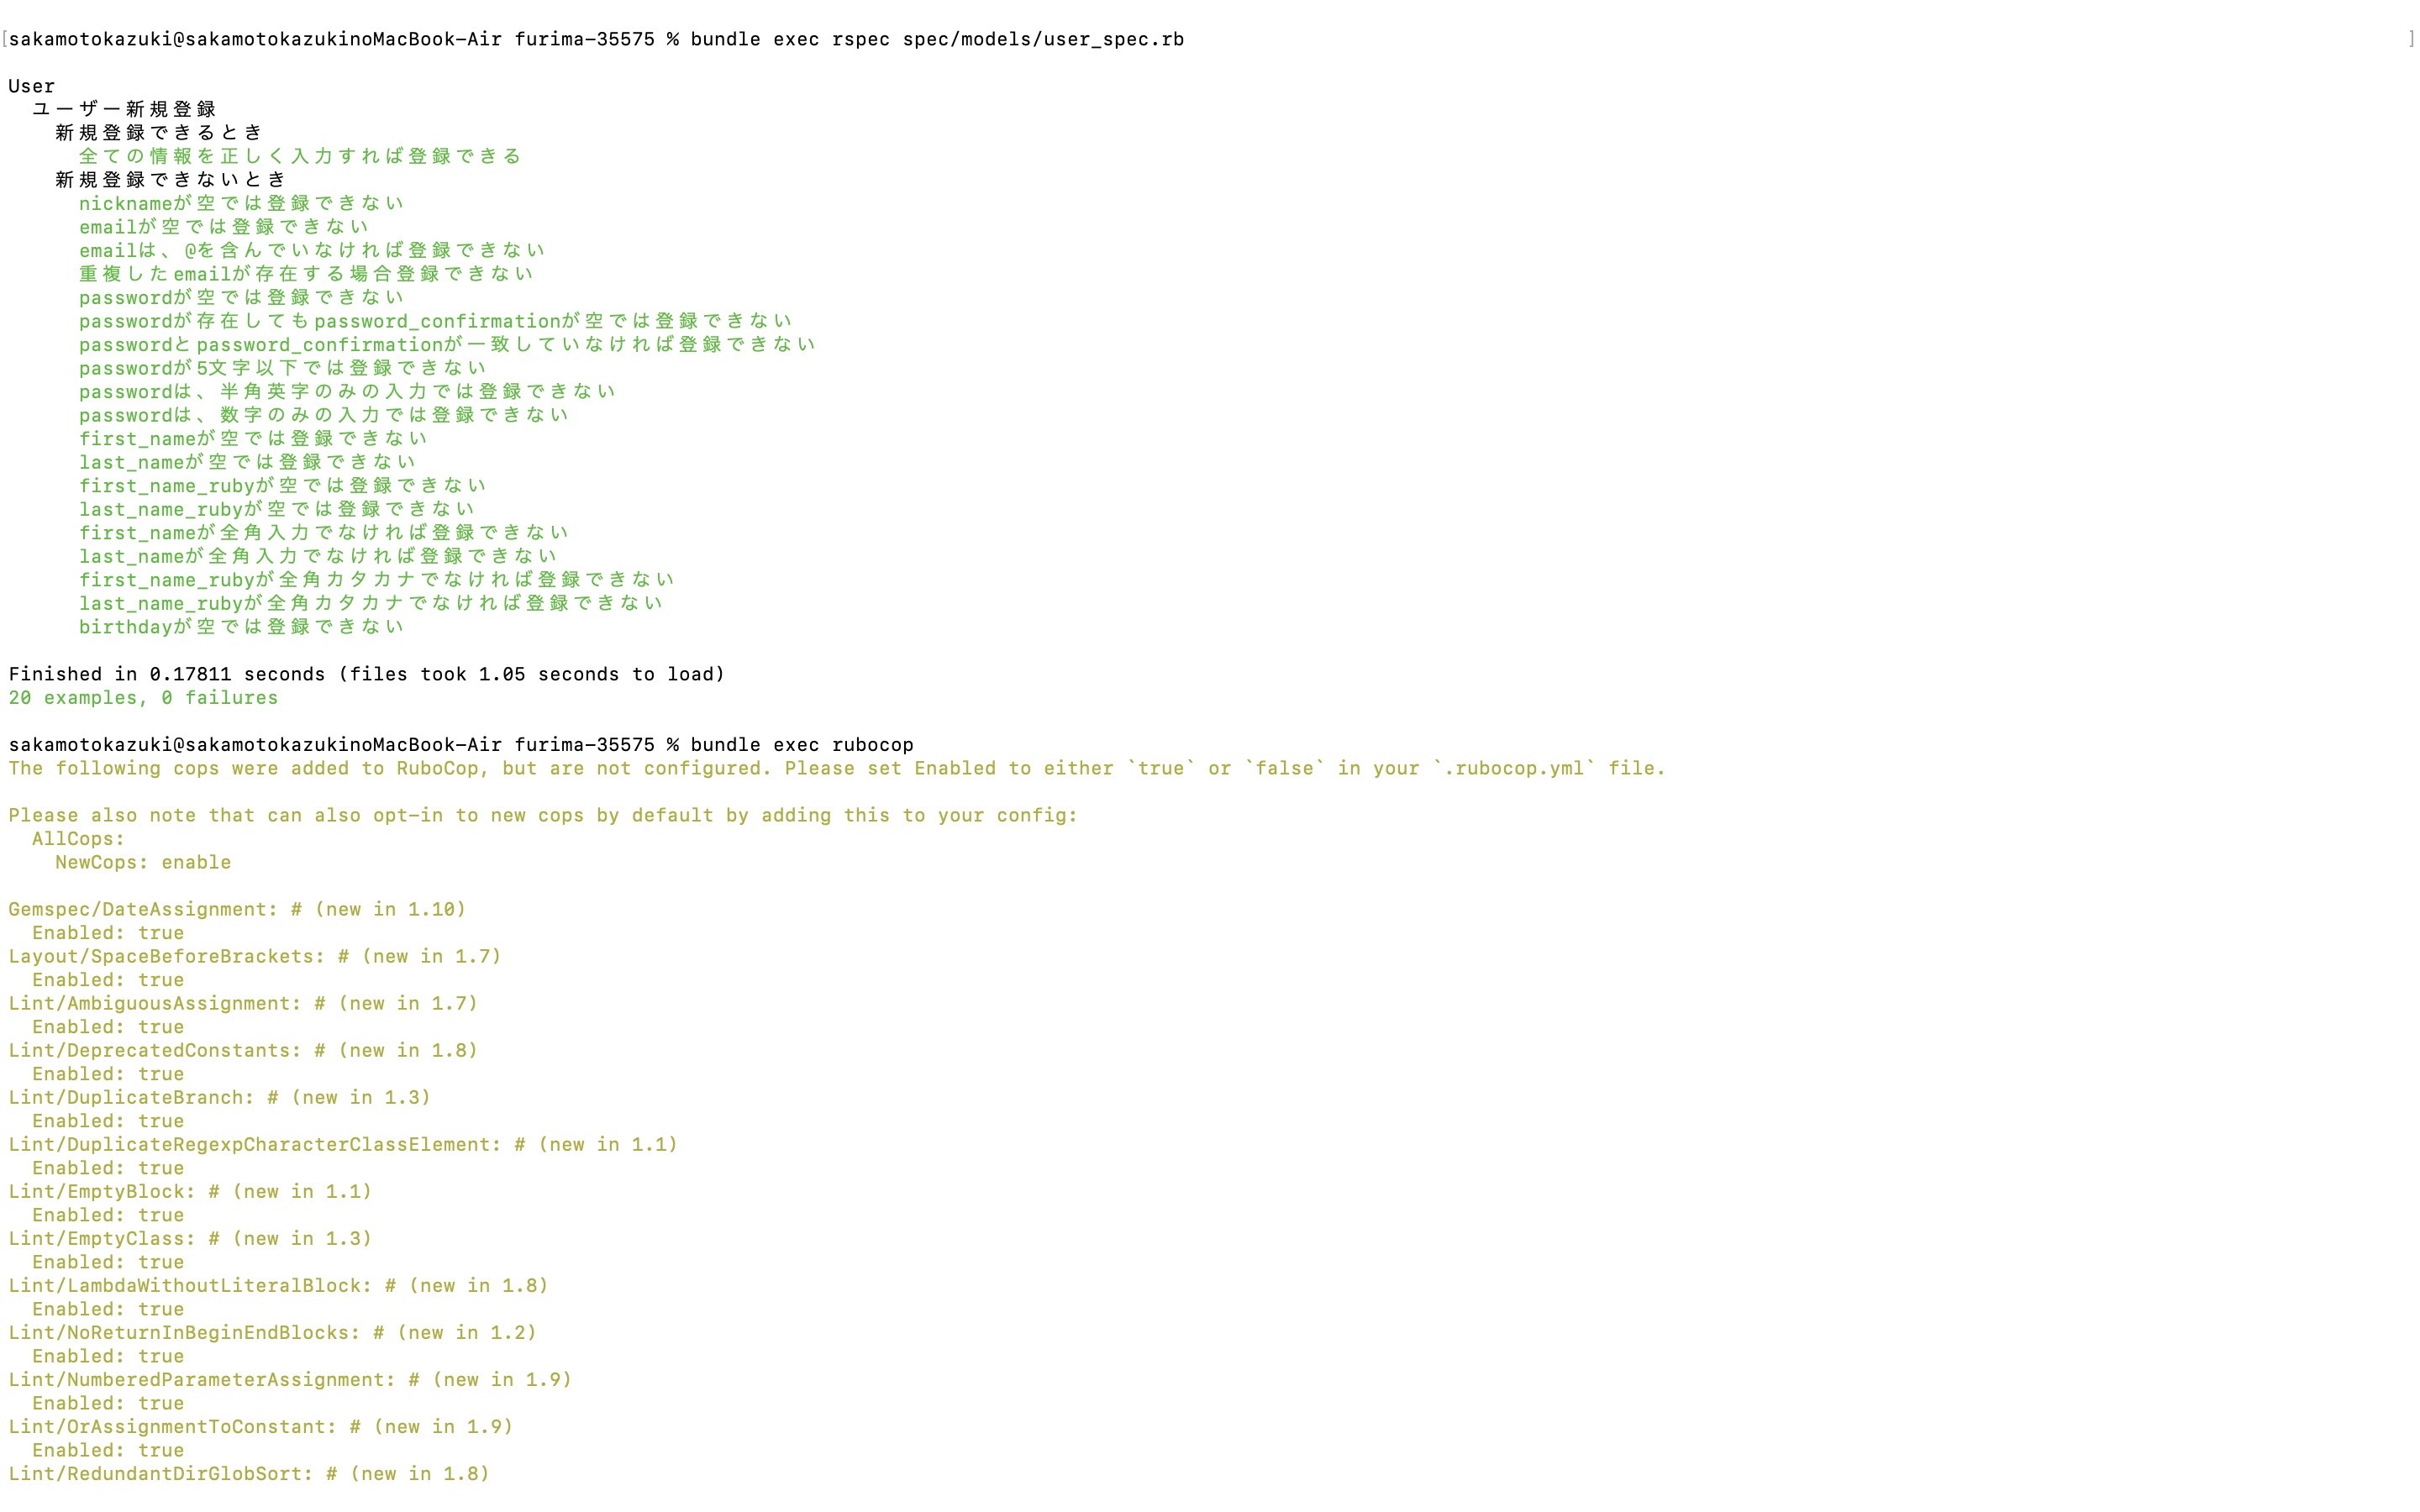 [sakamotokazuki@sakamotokazukinoMacBook-Air furima-35575 % bundle exec rspec spec/models/user_spec.rb ]
User
ユーザー新規登録
新規登録できるとき
全ての情報を正しく入力すれば登録できる
新規登録できないとき
nicknameが空では登録できない
emailが空では登録できない
emailは、@を含んでいなければ登録できない
重複したemailが存在する場合登録できない
passwordが空では登録できない
passwordが存在してもpassword_confirmationが空では登録できない
passwordとpassword_confirmationが一致していなければ登録できない
passwordが5文字以下では登録できない
passwordは、半角英字のみの入力では登録できない
passwordは、数字のみの入力では登録できない
first_nameが空では登録できない
last_nameが空では登録できない
first_name_rubyが空では登録できない
last_name_rubyが空では登録できない
first_nameが全角入力でなければ登録できない
last_nameが全角入力でなければ登録できない
first_name_rubyが全角カタカナでなければ登録できない
last_name_rubyが全角カタカナでなければ登録できない
birthdayが空では登録できない
Finished in 0.17811 seconds (files took 1.05 seconds to load)
20 examples, 0 failures
sakamotokazuki@sakamotokazukinoMacBook-Air furima-35575 % bundle exec rubocop
The following cops were added to RuboCop, but are not configured. Please set Enabled to either `true` or `false` in your `.rubocop.yml` file.
Please also note that can also opt-in to new cops by default by adding this to your config:
AllCops:
NewCops: enable
Gemspec/DateAssignment: # (new in 1.10)
Enabled: true
Layout/SpaceBeforeBrackets: # (new in 1.7)
Enabled: true
Lint/AmbiguousAssignment: # (new in 1.7)
Enabled: true
Lint/DeprecatedConstants: # (new in 1.8)
Enabled: true
Lint/DuplicateBranch: # (new in 1.3)
Enabled: true
Lint/DuplicateRegexpCharacterClassElement: # (new in 1.1)
Enabled: true
Lint/EmptyBlock: # (new in 1.1)
Enabled: true
Lint/EmptyClass: # (new in 1.3)
Enabled: true
Lint/LambdaWithoutLiteralBlock: # (new in 1.8)
Enabled: true
Lint/NoReturnInBeginEndBlocks: # (new in 1.2)
Enabled: true
Lint/NumberedParameterAssignment: # (new in 1.9)
Enabled: true
Lint/OrAssignmentToConstant: # (new in 1.9)
Enabled: true
Lint/RedundantDirGlobSort: # (new in 1.8)